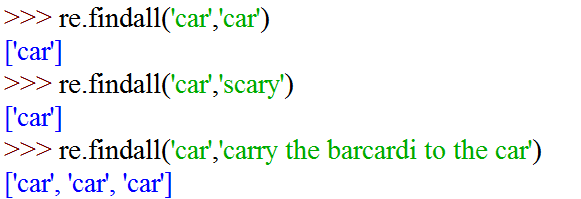 >>> re.findall('car','car')
['car']
>>> re.findall('car','scary')
['car']
>>> re.findall('car','carry the barcardi to the car')
['car', 'car', 'car']